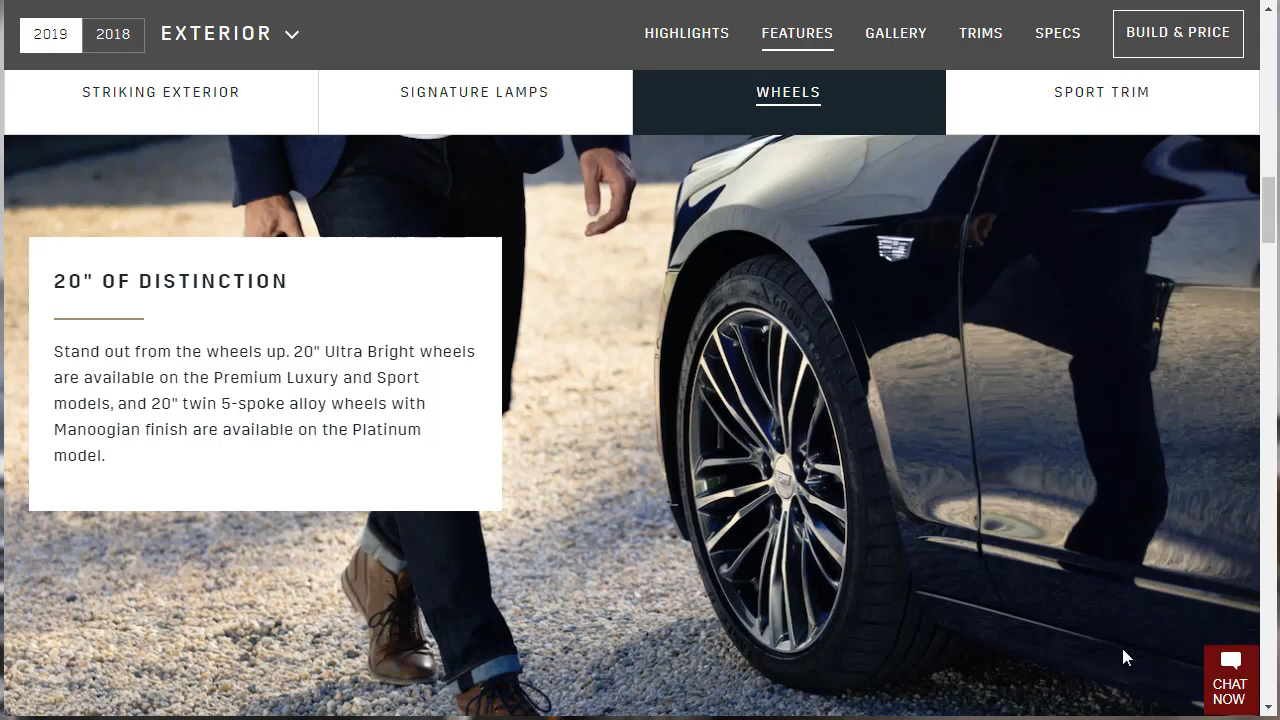 2019 2018 EXTERIOR HIGHLIGHTS FEATURES GALLERY TRIMS SPECS BUILD & PRICE
STRIKING EXTERIOR SIGNATURE LAMPS WHEELS SPORT TRIM
20" OF DISTINCTION
Stand out from the wheels up. 20" Ultra Bright wheels
are available on the Premium Luxury and Sport
models, and 20" twin 5-spoke alloy wheels with
Manoogian finish are available on the Platinum
model.
CHAT
NOW